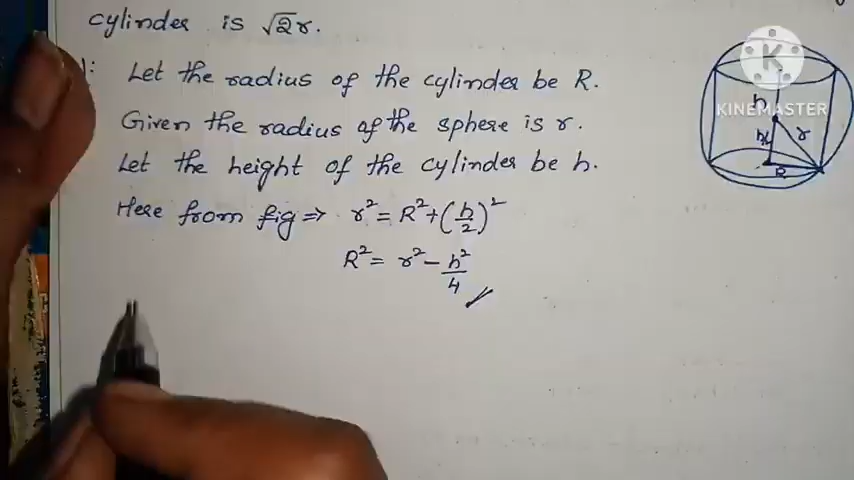 cylinder is √2r.
Let the radius of the cylinder be R.
Given the radius of the sphere is r.
Let the height of the cylinder be h.
Here from fig ⇒ r² = R² + (h/2)²
R² = r² − h²/4
K
KINEMASTER
h
h/2
r
R